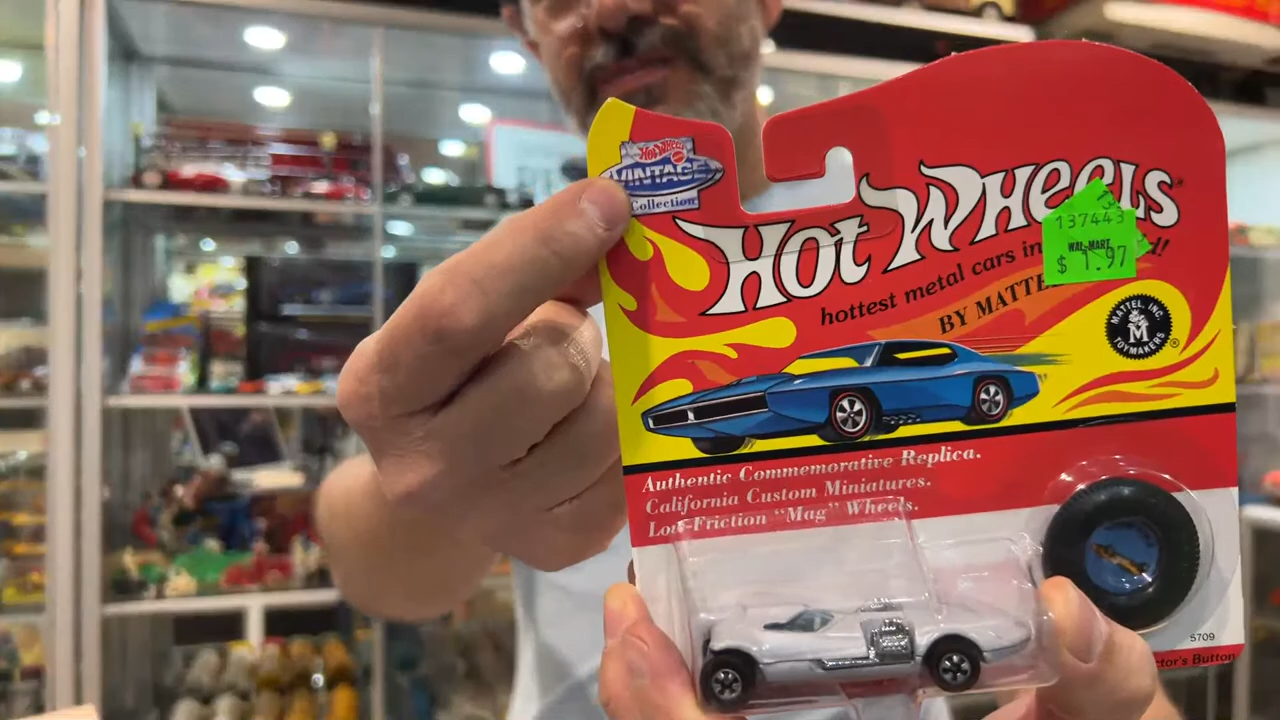 Hot Wheels
VINTAGE
Collection
Hot Wheels®
hottest metal cars in
d!
BY MATTE
137443
WAL-MART
$ 1.97
MATTEL, INC.
M
TOYMAKERS
®
Authentic Commemorative Replica.
California Custom Miniatures.
Low-Friction "Mag" Wheels.
5709
ctor's Button